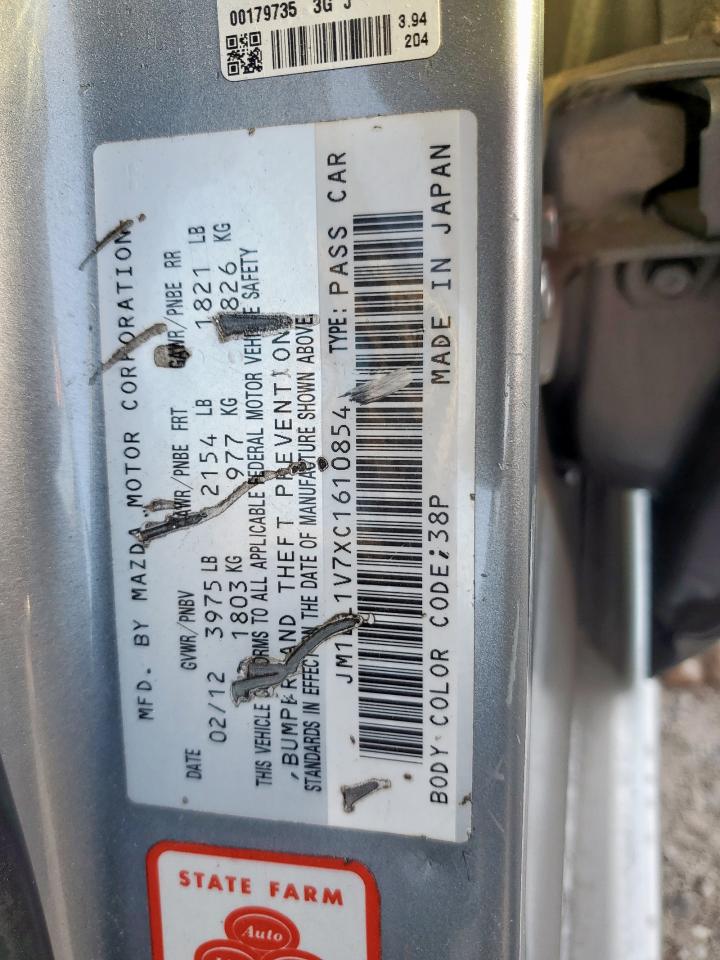 00179735 3G J
3.94
204
MFD. BY MAZDA MOTOR CORPORATION
DATE GVWR/PNBV GAWR/PNBE FRT GAWR/PNBE RR
02/12 3975 LB 2154 LB 1821 LB
1803 KG 977 KG 826 KG
THIS VEHICLE CONFORMS TO ALL APPLICABLE FEDERAL MOTOR VEHICLE SAFETY
,BUMPER, AND THEFT PREVENTION
STANDARDS IN EFFECT ON THE DATE OF MANUFACTURE SHOWN ABOVE.
JM1 1V7XC1610854 TYPE: PASS CAR
BODY COLOR CODE;38P MADE IN JAPAN
STATE FARM
Auto